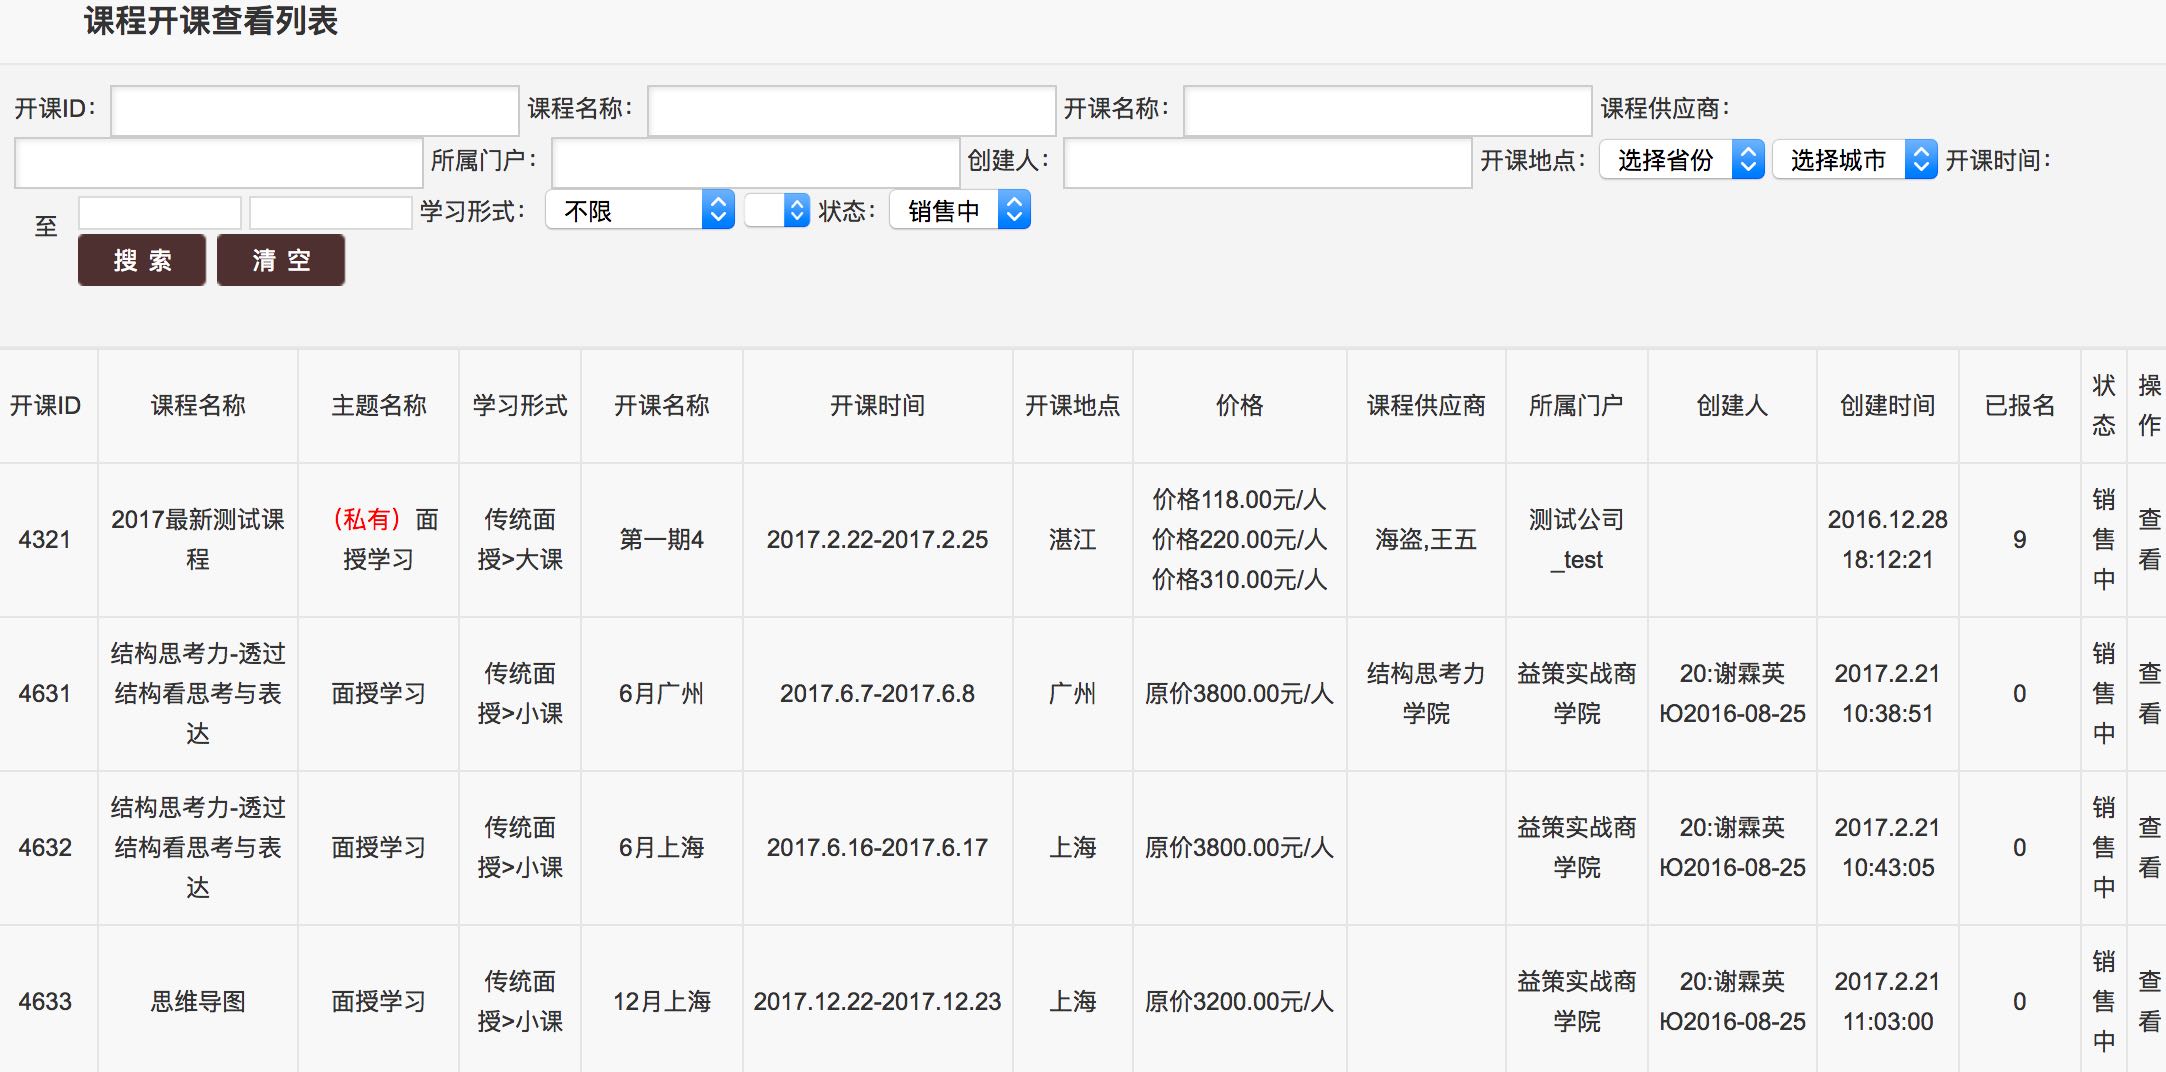 课程开课查看列表
开课ID： 课程名称： 开课名称： 课程供应商：
所属门户： 创建人： 开课地点： 选择省份 选择城市 开课时间：
至 学习形式： 不限 状态： 销售中
搜 索 清 空
开课ID 课程名称 主题名称 学习形式 开课名称 开课时间 开课地点 价格 课程供应商 所属门户 创建人 创建时间 已报名 状态 操作
4321 2017最新测试课程 （私有）面授学习 传统面授>大课 第一期4 2017.2.22-2017.2.25 湛江 价格118.00元/人 价格220.00元/人 价格310.00元/人 海盗,王五 测试公司_test 2016.12.28 18:12:21 9 销售中 查看
4631 结构思考力-透过结构看思考与表达 面授学习 传统面授>小课 6月广州 2017.6.7-2017.6.8 广州 原价3800.00元/人 结构思考力学院 益策实战商学院 20:谢霖英Ю2016-08-25 2017.2.21 10:38:51 0 销售中 查看
4632 结构思考力-透过结构看思考与表达 面授学习 传统面授>小课 6月上海 2017.6.16-2017.6.17 上海 原价3800.00元/人 益策实战商学院 20:谢霖英Ю2016-08-25 2017.2.21 10:43:05 0 销售中 查看
4633 思维导图 面授学习 传统面授>小课 12月上海 2017.12.22-2017.12.23 上海 原价3200.00元/人 益策实战商学院 20:谢霖英Ю2016-08-25 2017.2.21 11:03:00 0 销售中 查看